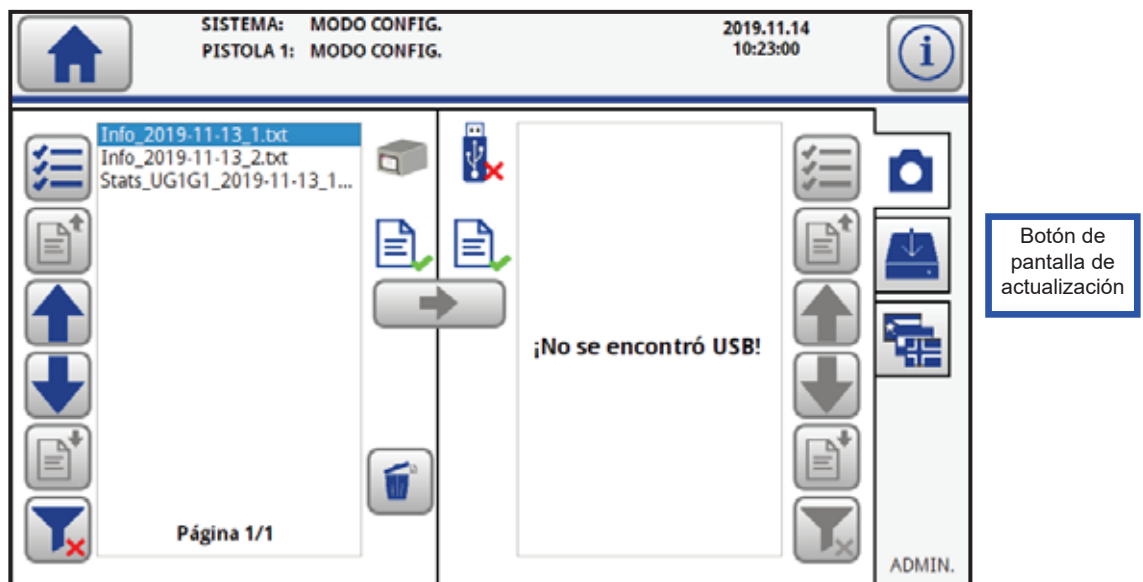 SISTEMA: MODO CONFIG.
PISTOLA 1: MODO CONFIG.
2019.11.14
10:23:00
Info_2019-11-13_1.txt
Info_2019-11-13_2.txt
Stats_UG1G1_2019-11-13_1...
Página 1/1
¡No se encontró USB!
ADMIN.
Botón de
pantalla de
actualización